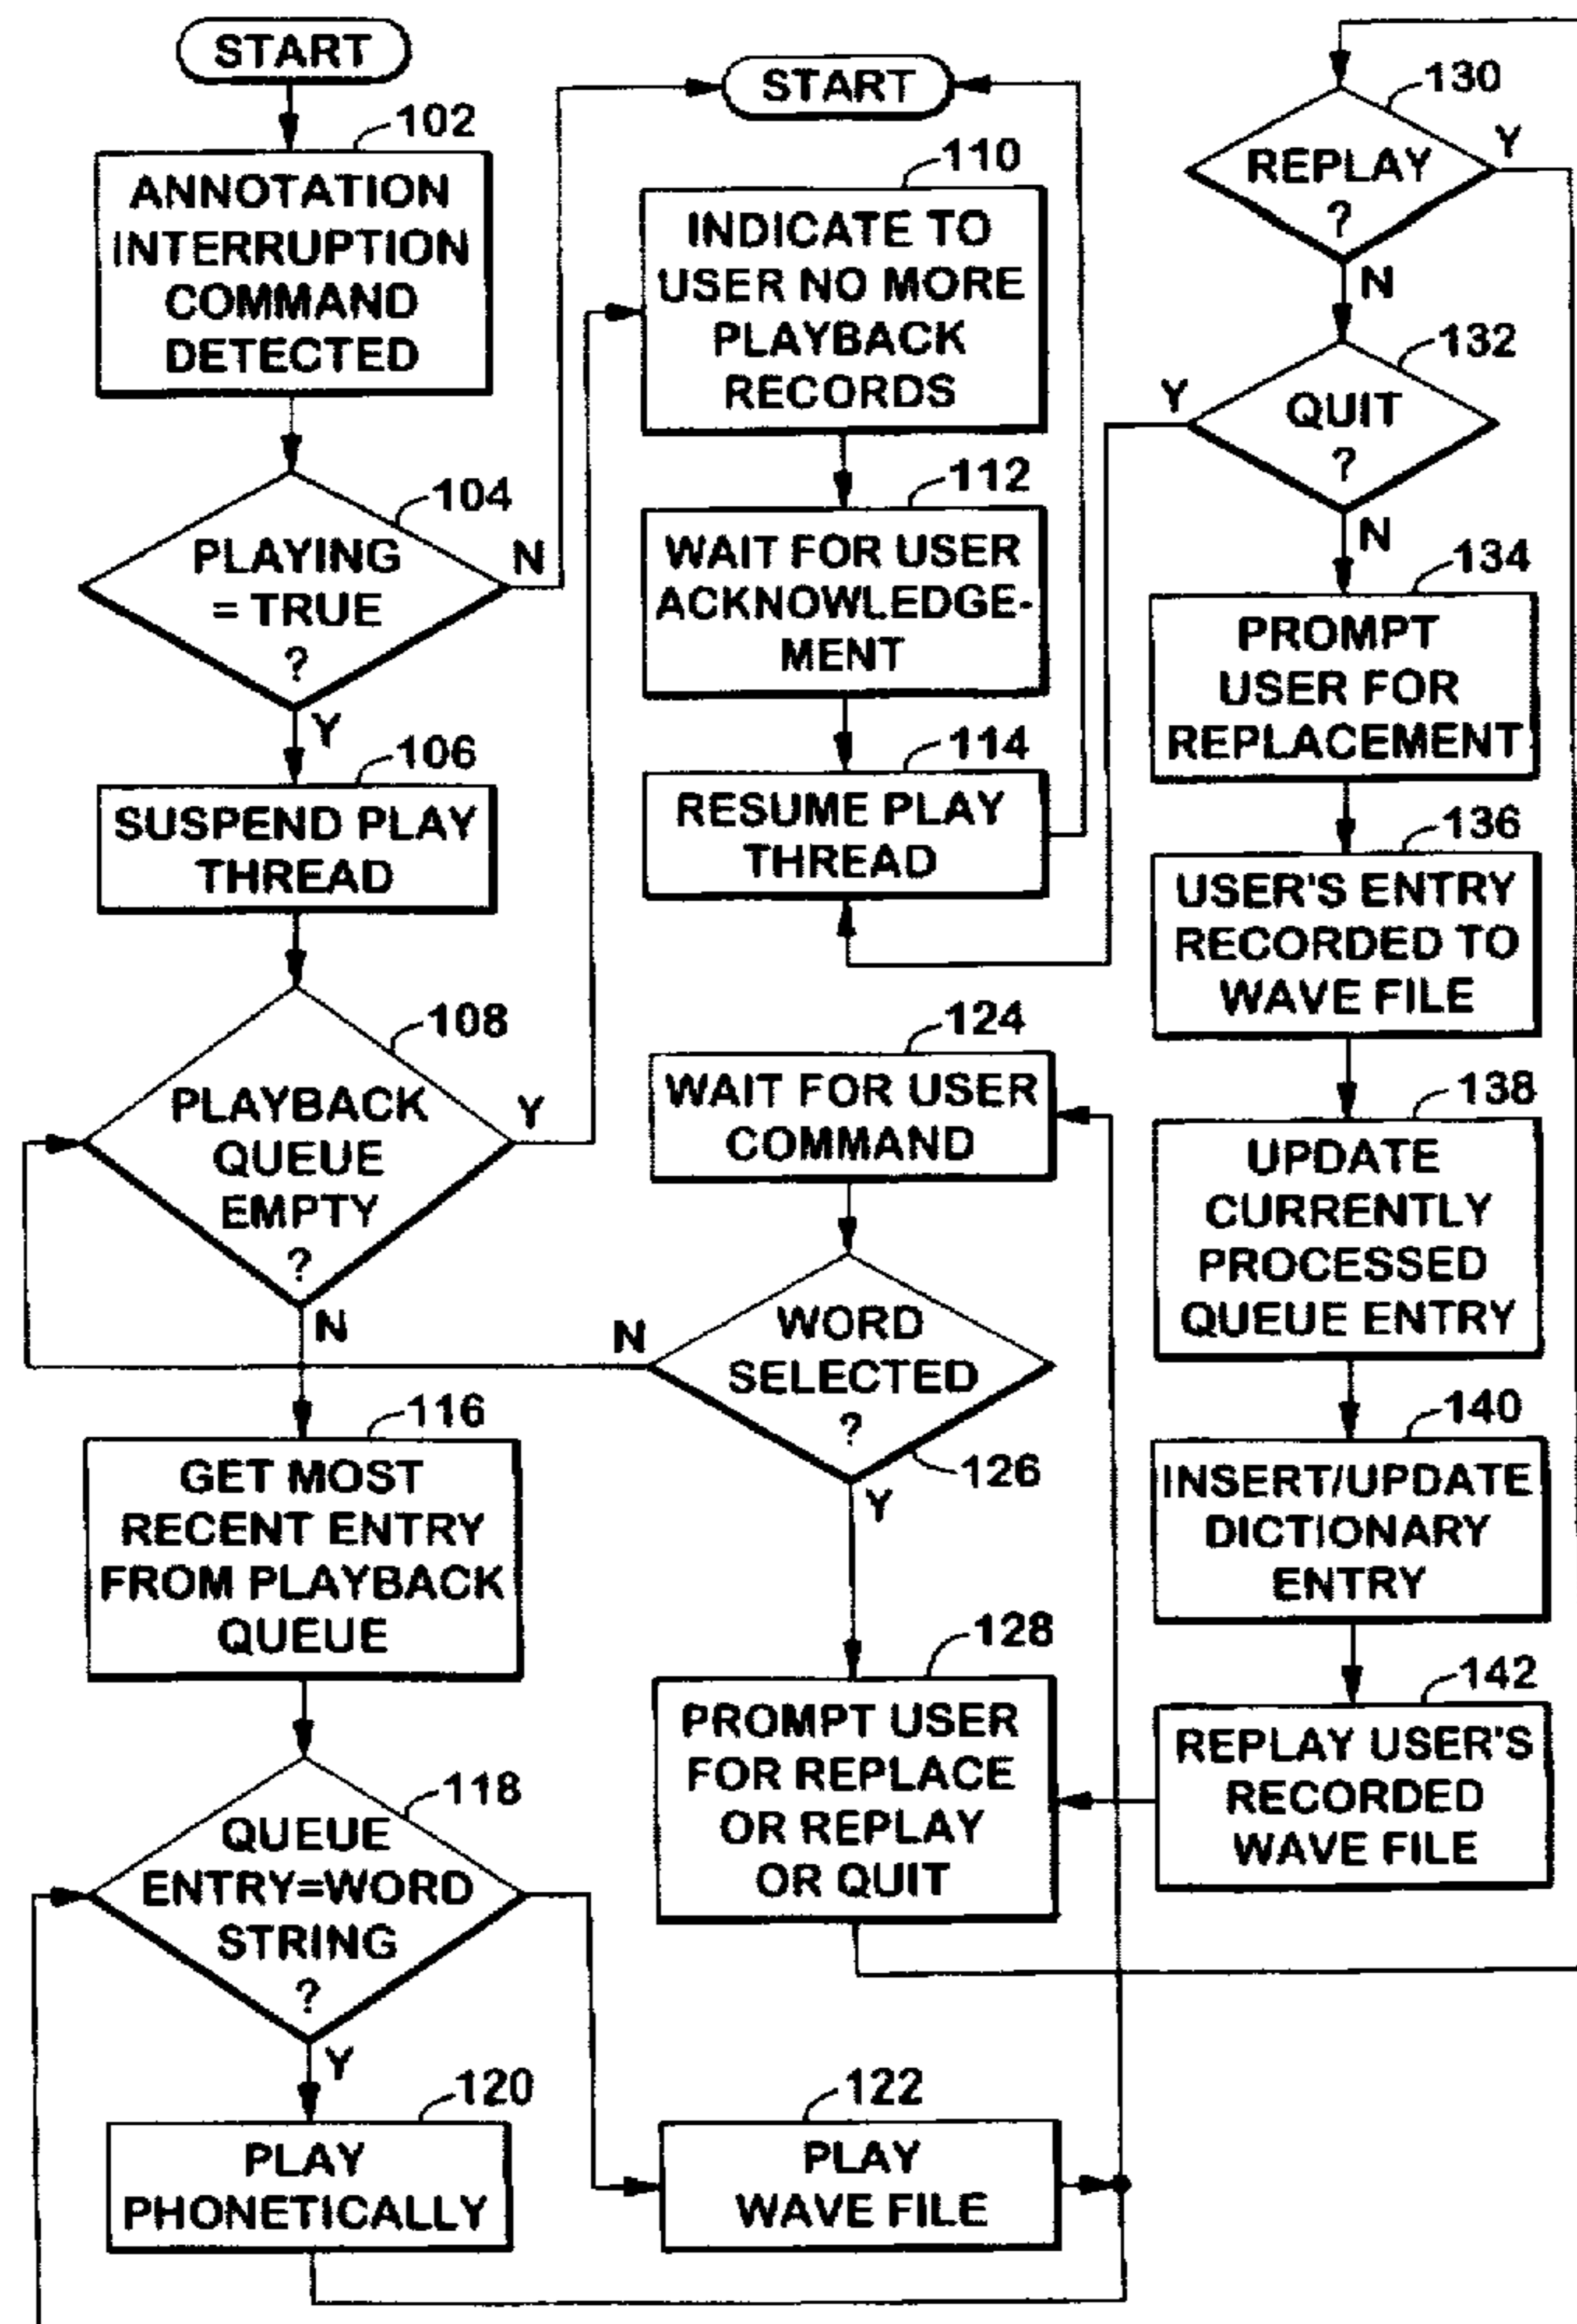 START
102
ANNOTATION
INTERRUPTION
COMMAND
DETECTED
104
PLAYING
= TRUE
?
N
Y
106
SUSPEND PLAY
THREAD
108
PLAYBACK
QUEUE
EMPTY
?
Y
N
116
GET MOST
RECENT ENTRY
FROM PLAYBACK
QUEUE
118
QUEUE
ENTRY=WORD
STRING
?
Y
120
PLAY
PHONETICALLY
START
110
INDICATE TO
USER NO MORE
PLAYBACK
RECORDS
112
WAIT FOR USER
ACKNOWLEDGE-
MENT
114
RESUME PLAY
THREAD
124
WAIT FOR USER
COMMAND
N
WORD
SELECTED
?
126
Y
128
PROMPT USER
FOR REPLACE
OR REPLAY
OR QUIT
122
PLAY
WAVE FILE
130
REPLAY
?
Y
N
132
QUIT
?
Y
N
134
PROMPT
USER FOR
REPLACEMENT
136
USER'S ENTRY
RECORDED TO
WAVE FILE
138
UPDATE
CURRENTLY
PROCESSED
QUEUE ENTRY
140
INSERT/UPDATE
DICTIONARY
ENTRY
142
REPLAY USER'S
RECORDED
WAVE FILE